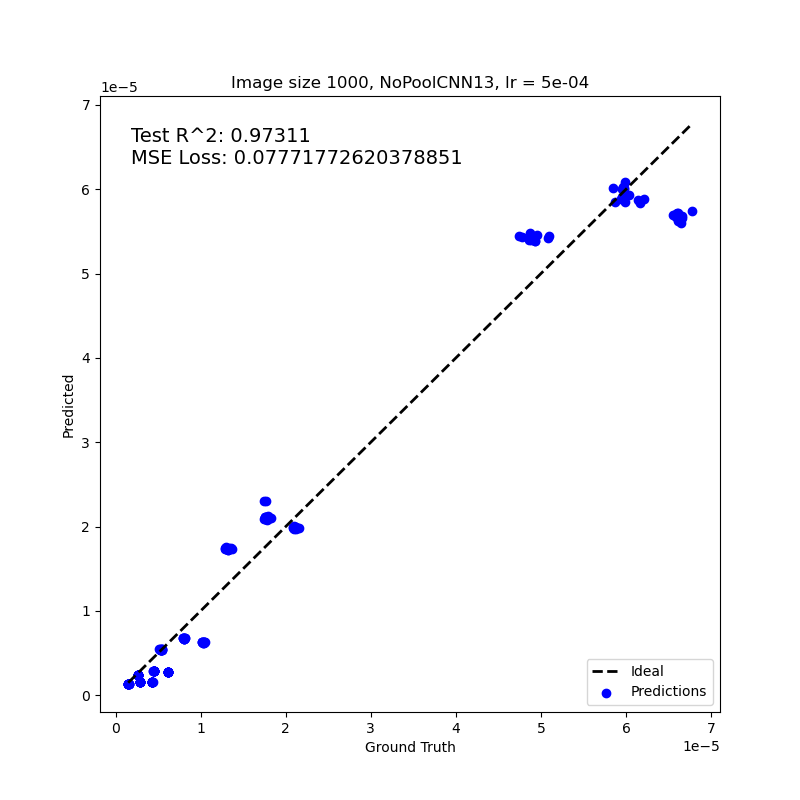 Image size 1000, NoPoolCNN13, lr = 5e-04
1e−5
Test R^2: 0.97311
MSE Loss: 0.07771772620378851
7
6
5
4
3
2
1
0
Predicted
Ideal
Predictions
0 1 2 3 4 5 6 7
Ground Truth
1e−5